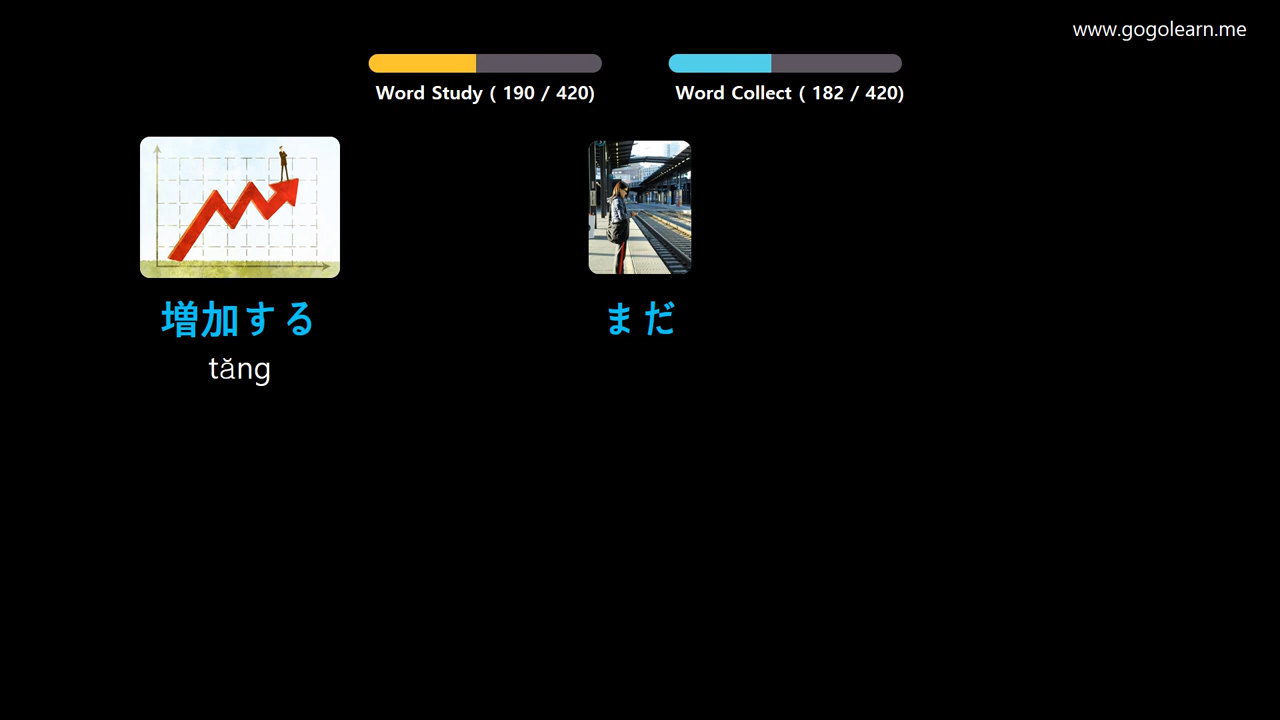 www.gogolearn.me
Word Study ( 190 / 420)
Word Collect ( 182 / 420)
増加する
tăng
まだ